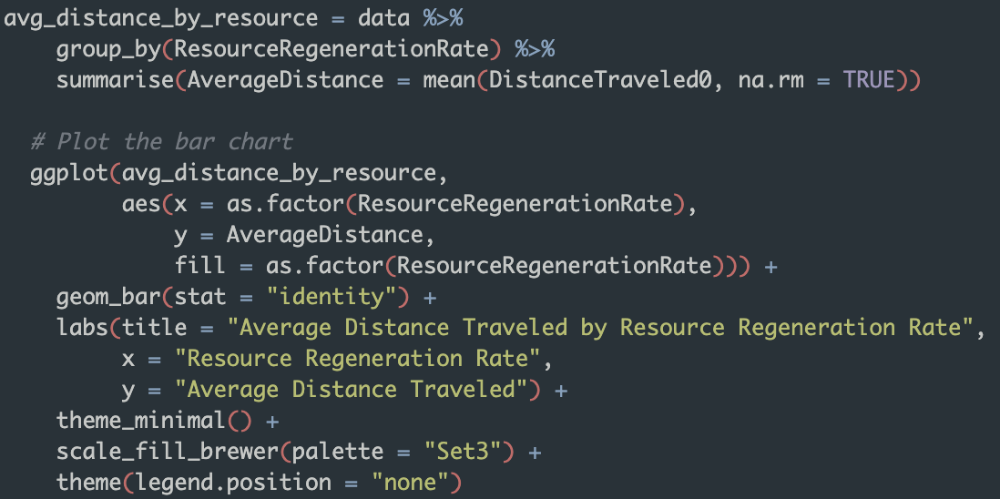 avg_distance_by_resource = data %>%
    group_by(ResourceRegenerationRate) %>%
    summarise(AverageDistance = mean(DistanceTraveled0, na.rm = TRUE))

  # Plot the bar chart
  ggplot(avg_distance_by_resource,
         aes(x = as.factor(ResourceRegenerationRate),
             y = AverageDistance,
             fill = as.factor(ResourceRegenerationRate))) +
    geom_bar(stat = "identity") +
    labs(title = "Average Distance Traveled by Resource Regeneration Rate",
         x = "Resource Regeneration Rate",
         y = "Average Distance Traveled") +
    theme_minimal() +
    scale_fill_brewer(palette = "Set3") +
    theme(legend.position = "none")